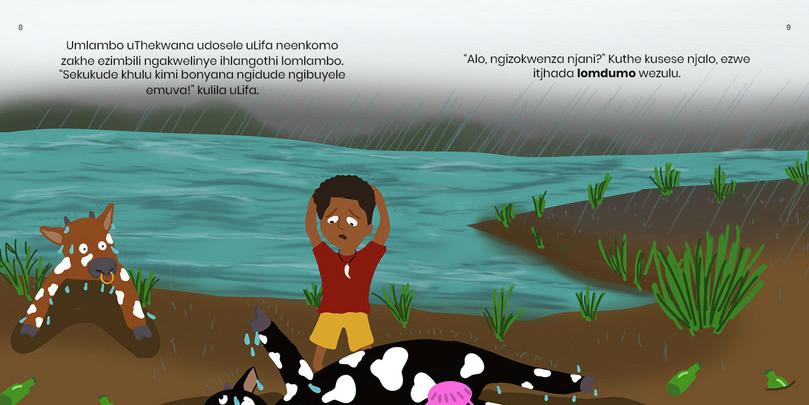 8
Umlambo uThekwana udosele uLifa neenkomo
zakhe ezimbili ngakwelinye ihlangothi lomlambo.
“Sekukude khulu kimi bonyana ngidude ngibuyele
emuva!” kulila uLifa.
9
“Alo, ngizokwenza njani?” Kuthe kusese njalo, ezwe
itjhada lomdumo wezulu.